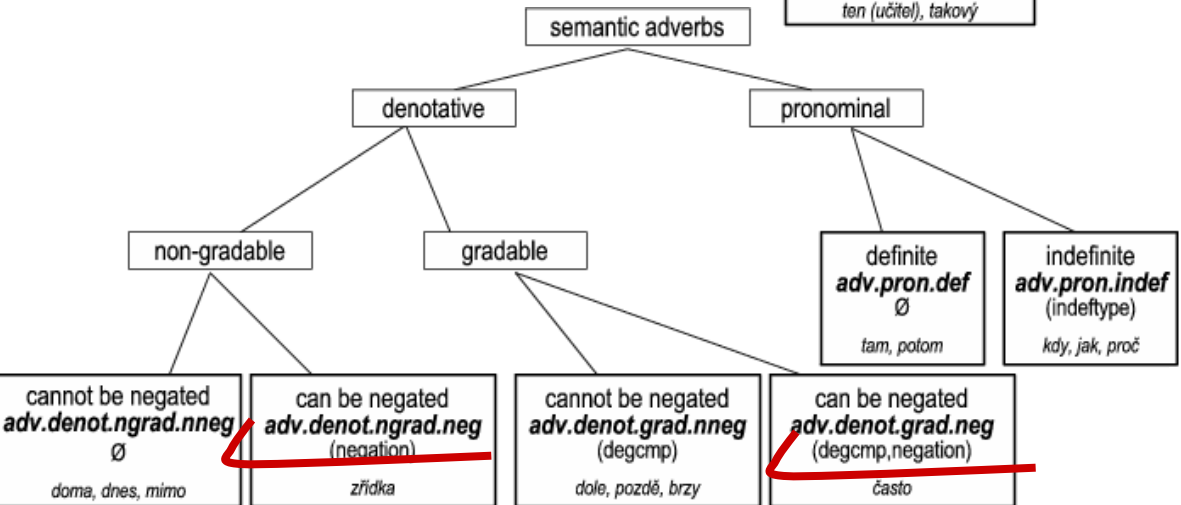 ten (učitel), takový
semantic adverbs
denotative
pronominal
non-gradable
gradable
definite
adv.pron.def
Ø
tam, potom
indefinite
adv.pron.indef
(indeftype)
kdy, jak, proč
cannot be negated
adv.denot.ngrad.nneg
Ø
doma, dnes, mimo
can be negated
adv.denot.ngrad.neg
(negation)
zřídka
cannot be negated
adv.denot.grad.nneg
(degcmp)
dole, pozdě, brzy
can be negated
adv.denot.grad.neg
(degcmp,negation)
často